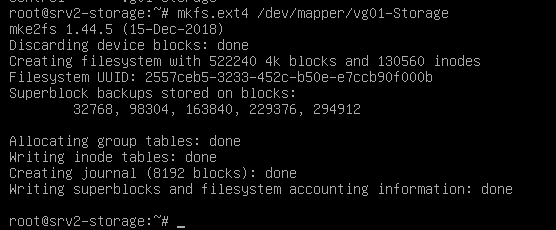 root@srv2-storage:~# mkfs.ext4 /dev/mapper/vg01-Storage
mke2fs 1.44.5 (15-Dec-2018)
Discarding device blocks: done
Creating filesystem with 522240 4k blocks and 130560 inodes
Filesystem UUID: 2557ceb5-3233-452c-b50e-e7ccb90f000b
Superblock backups stored on blocks:
        32768, 98304, 163840, 229376, 294912

Allocating group tables: done
Writing inode tables: done
Creating journal (8192 blocks): done
Writing superblocks and filesystem accounting information: done

root@srv2-storage:~# _